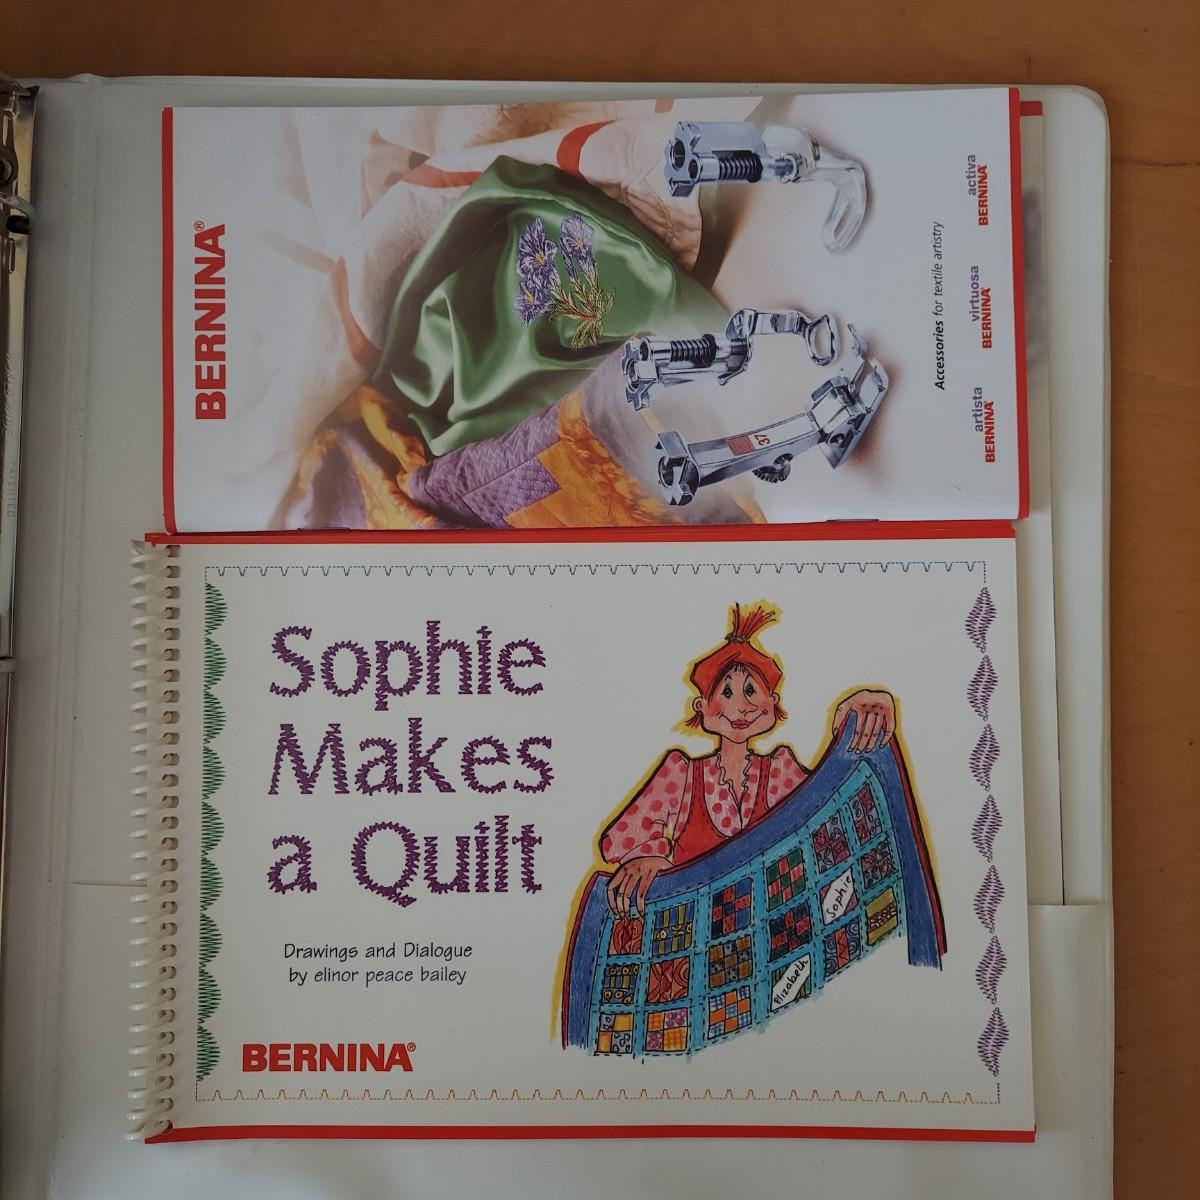 BERNINA®
Accessories for textile artistry
artista
BERNINA®
virtuosa
BERNINA®
activa
BERNINA®
37
Sophie
Makes
a Quilt
Drawings and Dialogue
by elinor peace bailey
Sophie
Elizabeth
BERNINA®